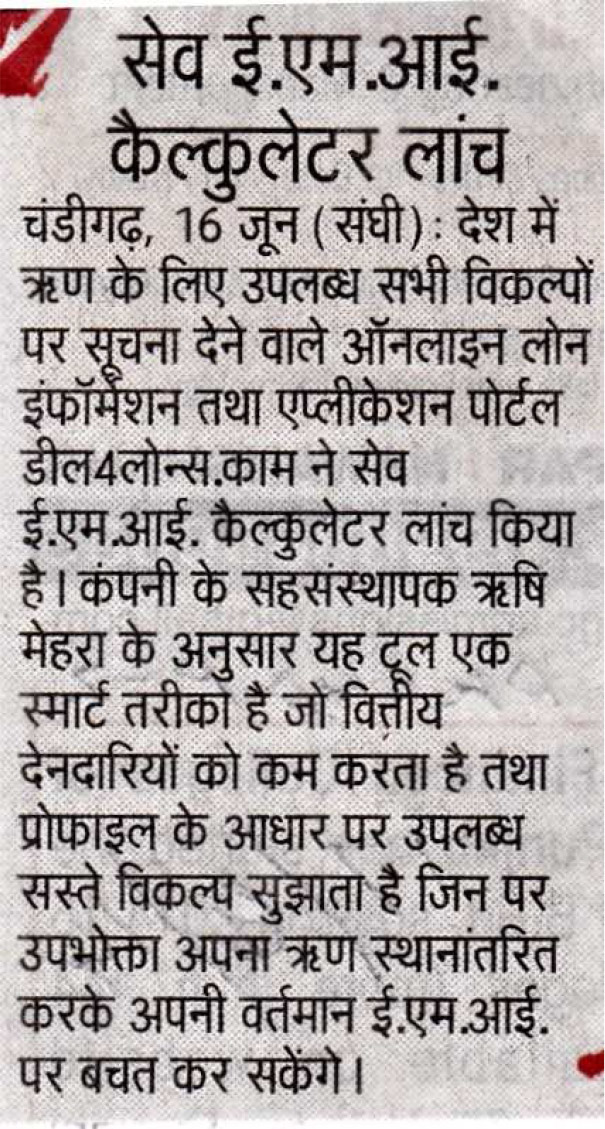 सेव ई.एम.आई.
कैल्कुलेटर लांच
चंडीगढ़, 16 जून (संघी) : देश में
ऋण के लिए उपलब्ध सभी विकल्पों
पर सूचना देने वाले ऑनलाइन लोन
इंफॉर्मेशन तथा एप्लीकेशन पोर्टल
डील4लोन्स.काम ने सेव
ई.एम.आई. कैल्कुलेटर लांच किया
है। कंपनी के सहसंस्थापक ऋषि
मेहरा के अनुसार यह टूल एक
स्मार्ट तरीका है जो वित्तीय
देनदारियों को कम करता है तथा
प्रोफाइल के आधार पर उपलब्ध
सस्ते विकल्प सुझाता है जिन पर
उपभोक्ता अपना ऋण स्थानांतरित
करके अपनी वर्तमान ई.एम.आई.
पर बचत कर सकेंगे।